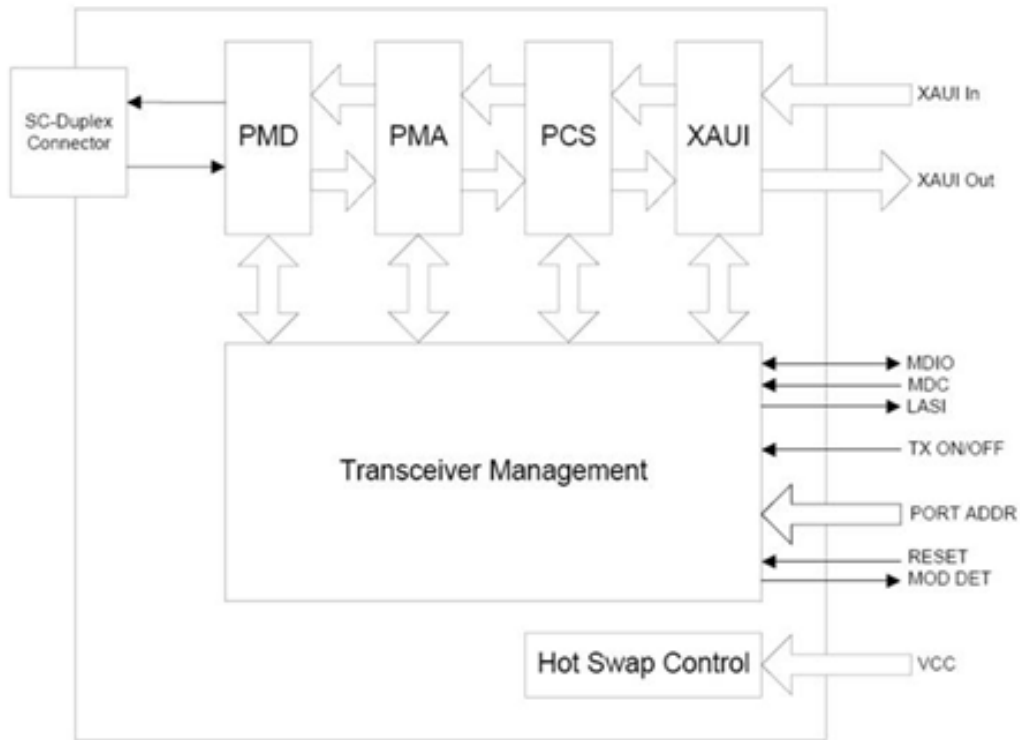 SC-Duplex
Connector
PMD
PMA
PCS
XAUI
XAUI In
XAUI Out
Transceiver Management
MDIO
MDC
LASI
TX ON/OFF
PORT ADDR
RESET
MOD DET
Hot Swap Control
VCC